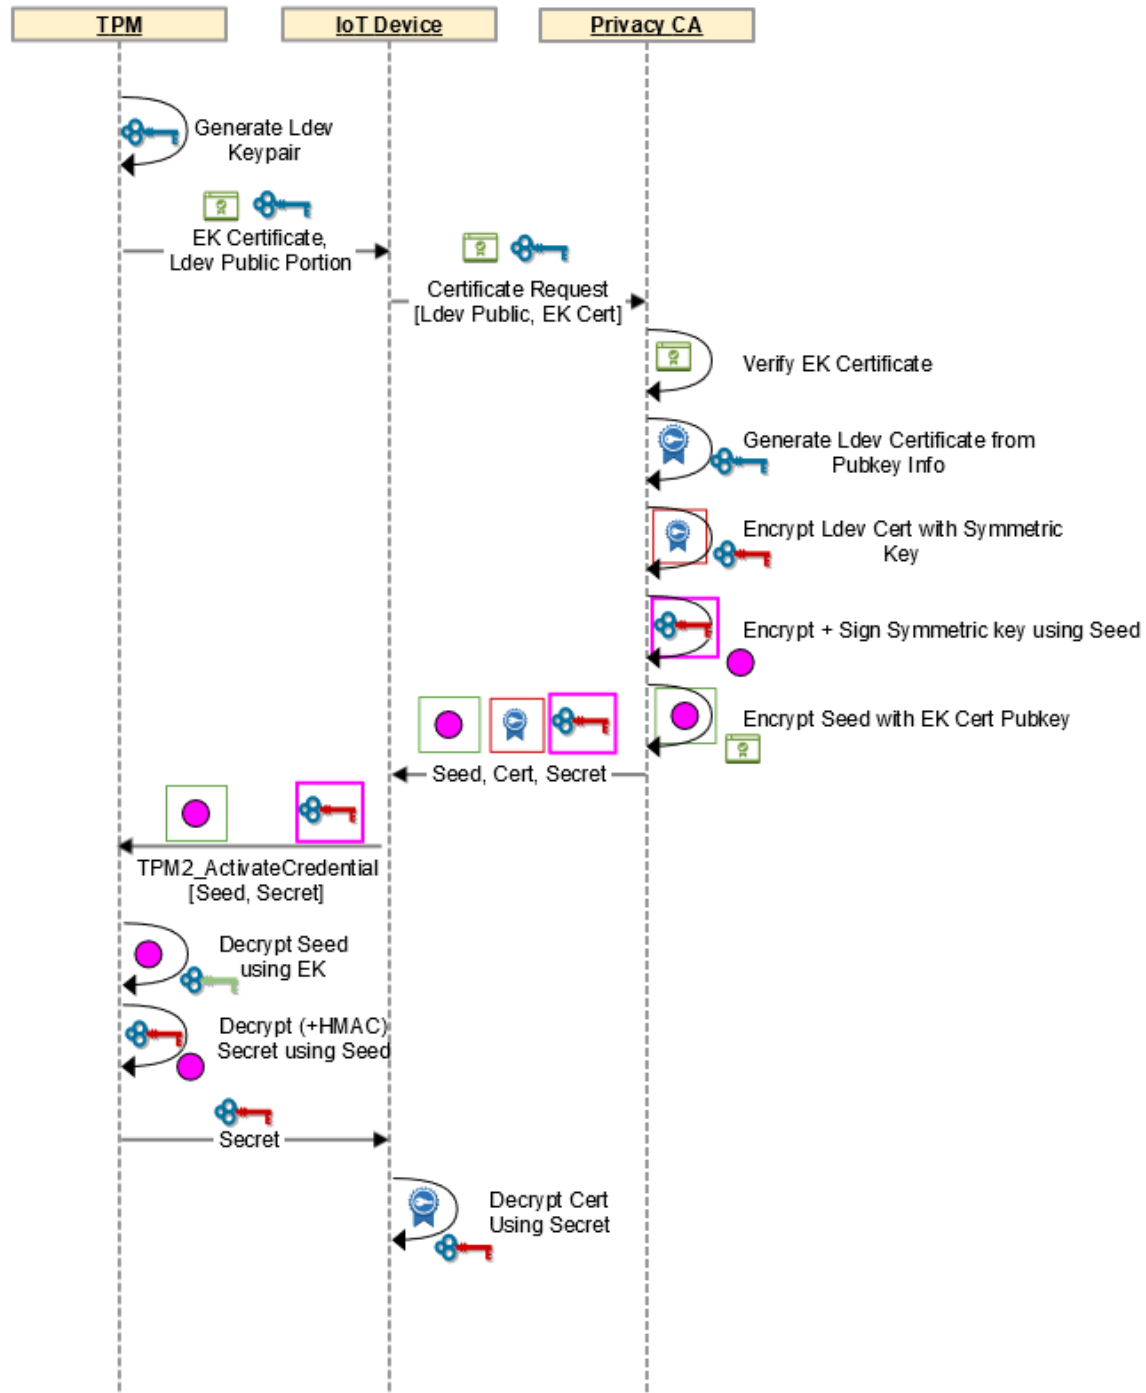 TPM
IoT Device
Privacy CA
Generate Ldev
Keypair
EK Certificate,
Ldev Public Portion
Certificate Request
[Ldev Public, EK Cert]
Verify EK Certificate
Generate Ldev Certificate from
Pubkey Info
Encrypt Ldev Cert with Symmetric
Key
Encrypt + Sign Symmetric key using Seed
Encrypt Seed with EK Cert Pubkey
Seed, Cert, Secret
TPM2_ActivateCredential
[Seed, Secret]
Decrypt Seed
using EK
Decrypt (+HMAC)
Secret using Seed
Secret
Decrypt Cert
Using Secret